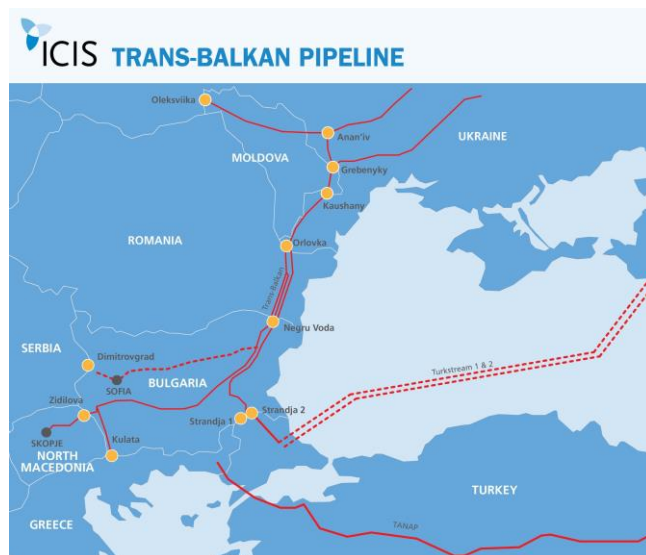 ICIS TRANS-BALKAN PIPELINE
Oleksviika
Anan'iv
UKRAINE
MOLDOVA
Grebenyky
Kaushany
ROMANIA
Orlovka
Trans-Balkan
Negru Voda
SERBIA
Dimitrovgrad
Turkstream 1 & 2
SOFIA
BULGARIA
Zidilova
Strandja 1
Strandja 2
SKOPJE
Kulata
NORTH
MACEDONIA
TURKEY
GREECE
TANAP